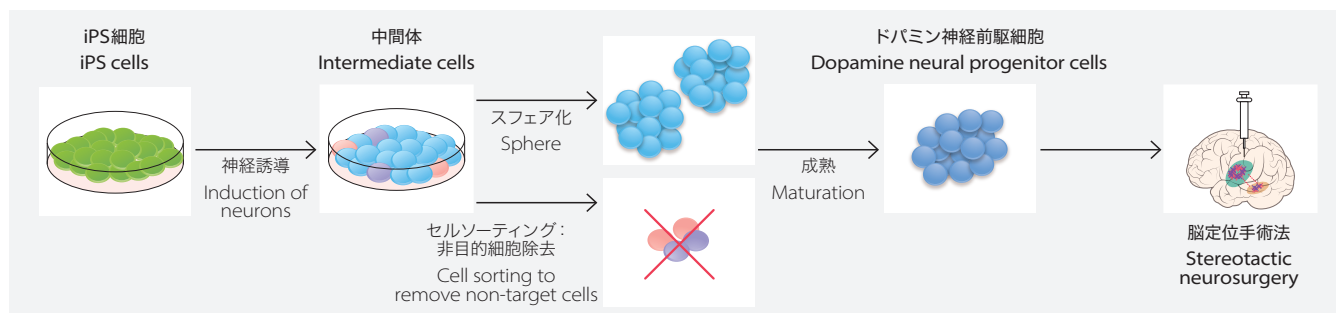 iPS細胞
iPS cells
神経誘導
Induction of
neurons
中間体
Intermediate cells
スフェア化
Sphere
セルソーティング：
非目的細胞除去
Cell sorting to
remove non-target cells
成熟
Maturation
ドパミン神経前駆細胞
Dopamine neural progenitor cells
脳定位手術法
Stereotactic
neurosurgery